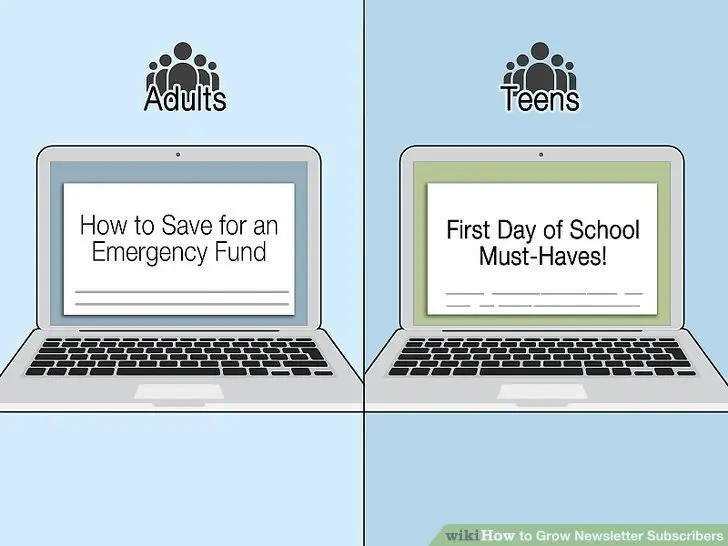 Adults
Teens
How to Save for an
Emergency Fund
First Day of School
Must-Haves!
wikiHow to Grow Newsletter Subscribers